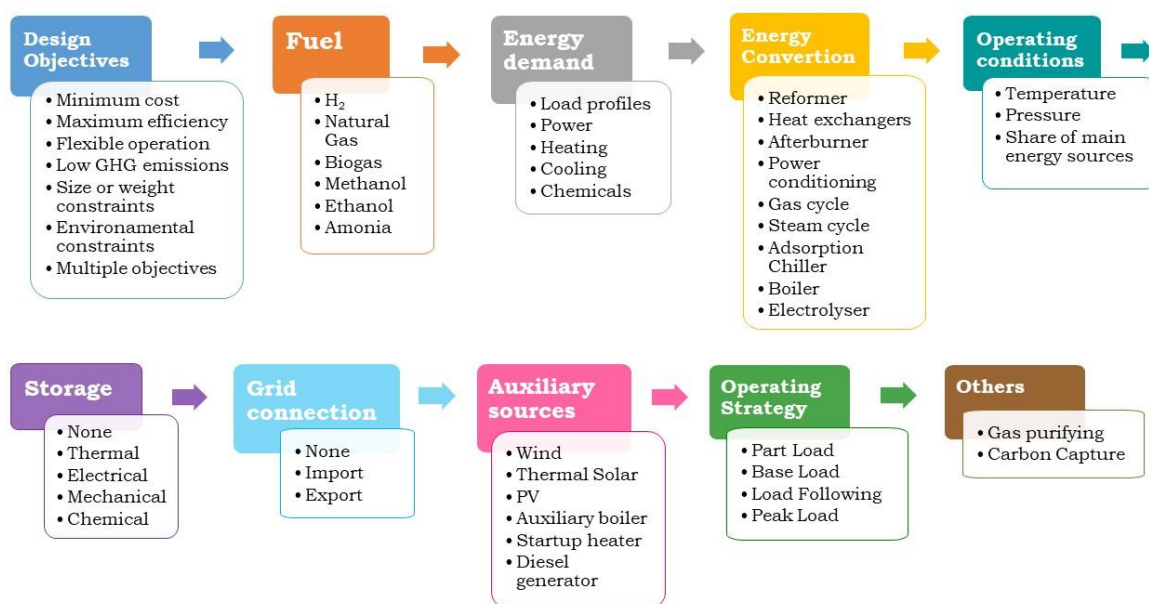 Design
Objectives
• Minimum cost
• Maximum efficiency
• Flexible operation
• Low GHG emissions
• Size or weight
constraints
• Environamental
constraints
• Multiple objectives
Fuel
• H₂
• Natural
Gas
• Biogas
• Methanol
• Ethanol
• Amonia
Energy
demand
• Load profiles
• Power
• Heating
• Cooling
• Chemicals
Energy
Convertion
• Reformer
• Heat exchangers
• Afterburner
• Power
conditioning
• Gas cycle
• Steam cycle
• Adsorption
Chiller
• Boiler
• Electrolyser
Operating
conditions
• Temperature
• Pressure
• Share of main
energy sources
Storage
• None
• Thermal
• Electrical
• Mechanical
• Chemical
Grid
connection
• None
• Import
• Export
Auxiliary
sources
• Wind
• Thermal Solar
• PV
• Auxiliary boiler
• Startup heater
• Diesel
generator
Operating
Strategy
• Part Load
• Base Load
• Load Following
• Peak Load
Others
• Gas purifying
• Carbon Capture